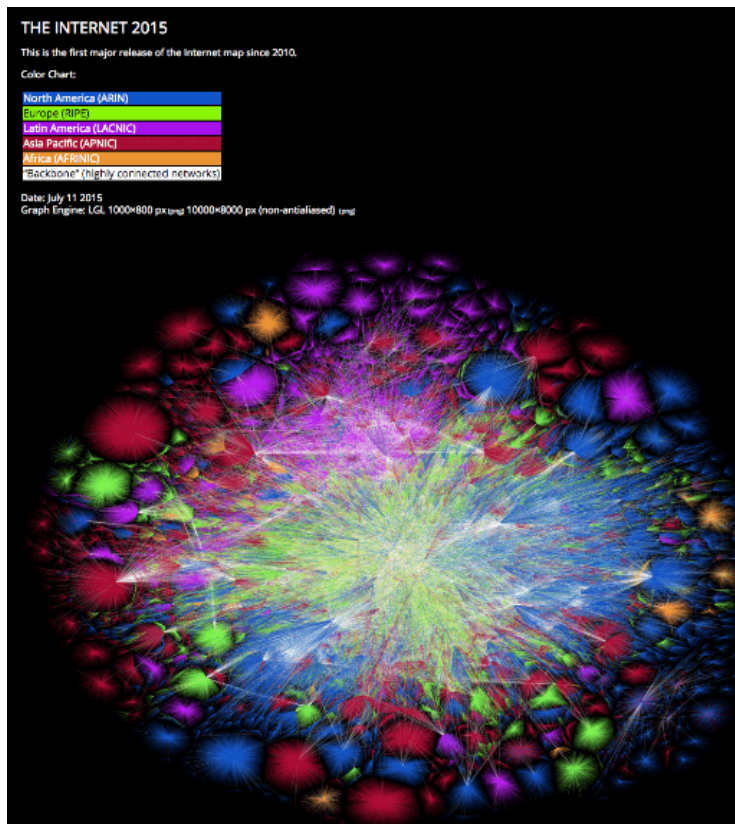 THE INTERNET 2015
This is the first major release of the Internet map since 2010.
Color Chart:
North America (ARIN)
Europe (RIPE)
Latin America (LACNIC)
Asia Pacific (APNIC)
Africa (AFRINIC)
"Backbone" (highly connected networks)
Date: July 11 2015
Graph Engine: LGL 1000×800 px (png) 10000×8000 px (non-antialiased) (png)